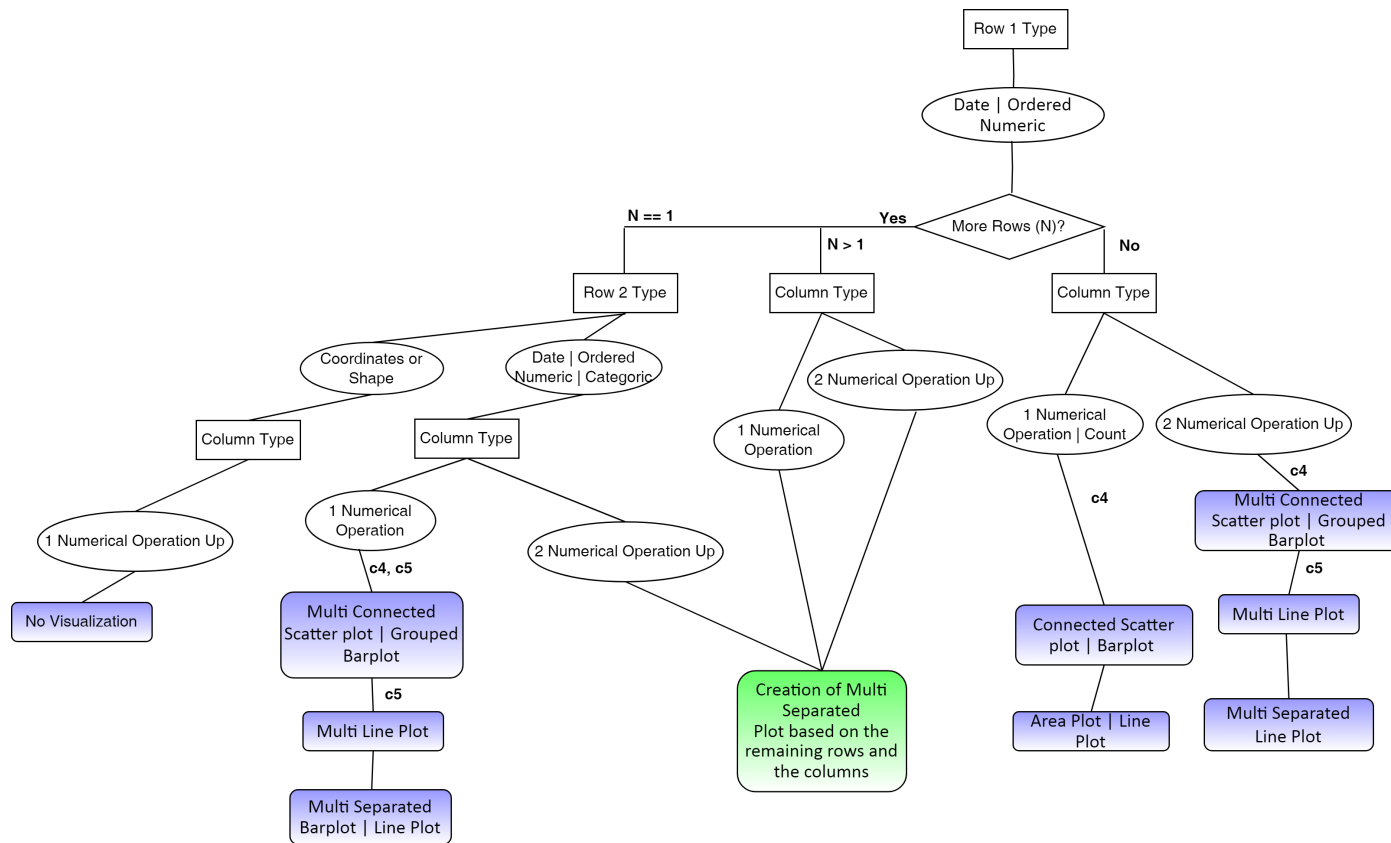 Row 1 Type
Date | Ordered
Numeric
More Rows (N)?
Yes
N == 1
N > 1
No
Row 2 Type
Column Type
Column Type
Coordinates or
Shape
Date | Ordered
Numeric | Categoric
2 Numerical Operation Up
1 Numerical
Operation
1 Numerical
Operation | Count
2 Numerical Operation Up
Column Type
Column Type
c4
c4
1 Numerical Operation Up
1 Numerical
Operation
2 Numerical Operation Up
Multi Connected
Scatter plot | Grouped
Barplot
c4, c5
c5
No Visualization
Multi Connected
Scatter plot | Grouped
Barplot
Connected Scatter
plot | Barplot
Multi Line Plot
c5
Creation of Multi
Separated
Plot based on the
remaining rows and
the columns
Multi Line Plot
Area Plot | Line
Plot
Multi Separated
Line Plot
Multi Separated
Barplot | Line Plot